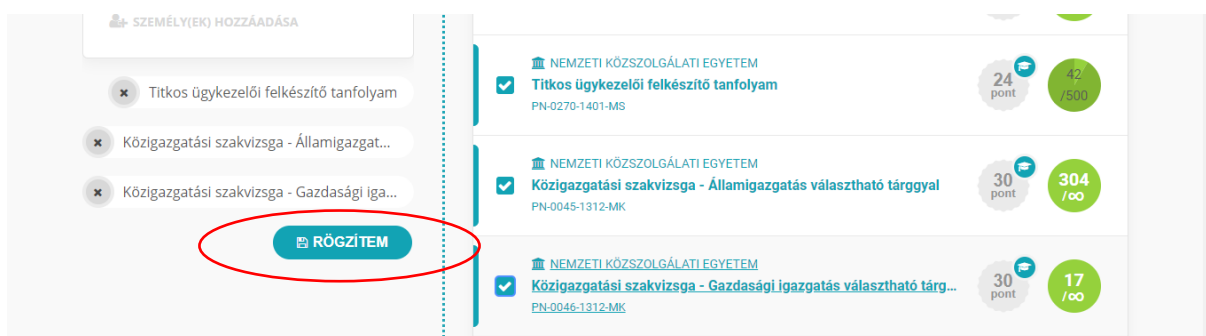 SZEMÉLY(EK) HOZZÁADÁSA
Titkos ügykezelői felkészítő tanfolyam
Közigazgatási szakvizsga - Államigazgat...
Közigazgatási szakvizsga - Gazdasági iga...
RÖGZÍTEM
NEMZETI KÖZSZOLGÁLATI EGYETEM
Titkos ügykezelői felkészítő tanfolyam
PN-0270-1401-MS
24
pont
42
/500
NEMZETI KÖZSZOLGÁLATI EGYETEM
Közigazgatási szakvizsga - Államigazgatás választható tárggyal
PN-0045-1312-MK
30
pont
304
/∞
NEMZETI KÖZSZOLGÁLATI EGYETEM
Közigazgatási szakvizsga - Gazdasági igazgatás választható tárg...
PN-0046-1312-MK
30
pont
17
/∞